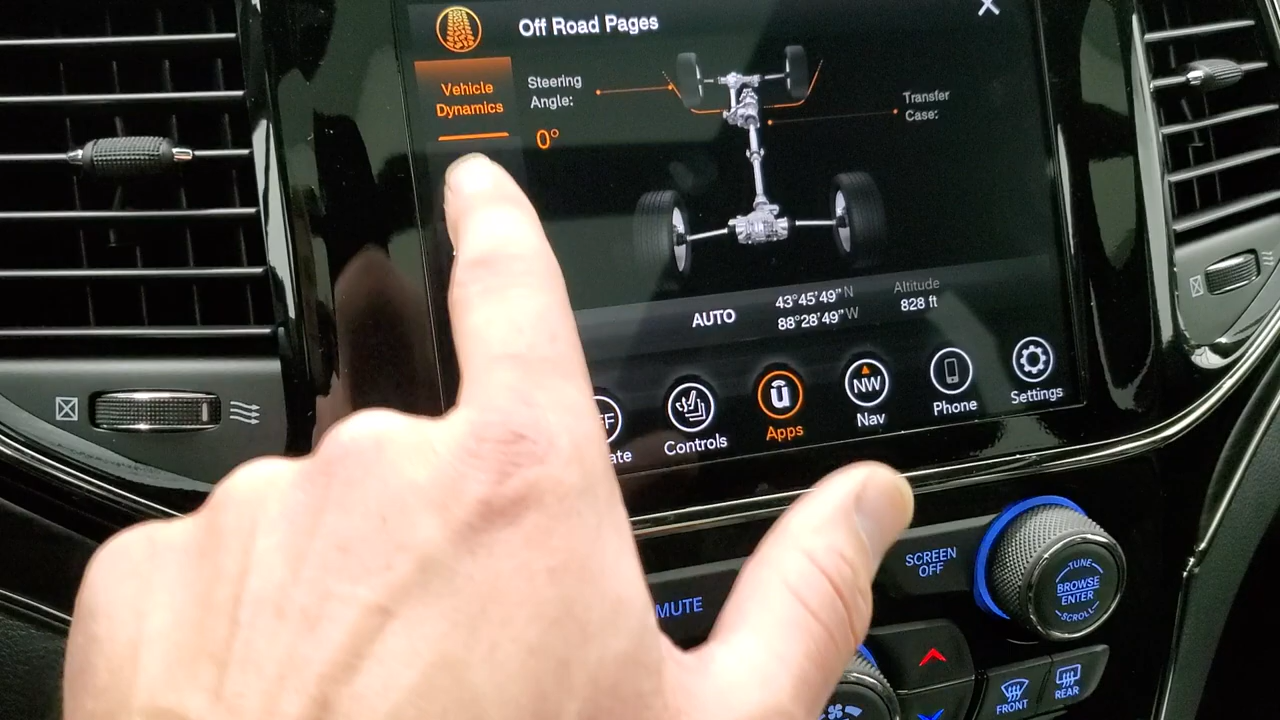 Off Road Pages
Vehicle
Dynamics
Steering
Angle:
0°
Transfer
Case:
AUTO
43°45'49" N
88°28'49" W
Altitude
828 ft
Controls
Apps
NW
Nav
Phone
Settings
SCREEN
OFF
MUTE
TUNE
BROWSE
ENTER
SCROLL
FRONT
REAR